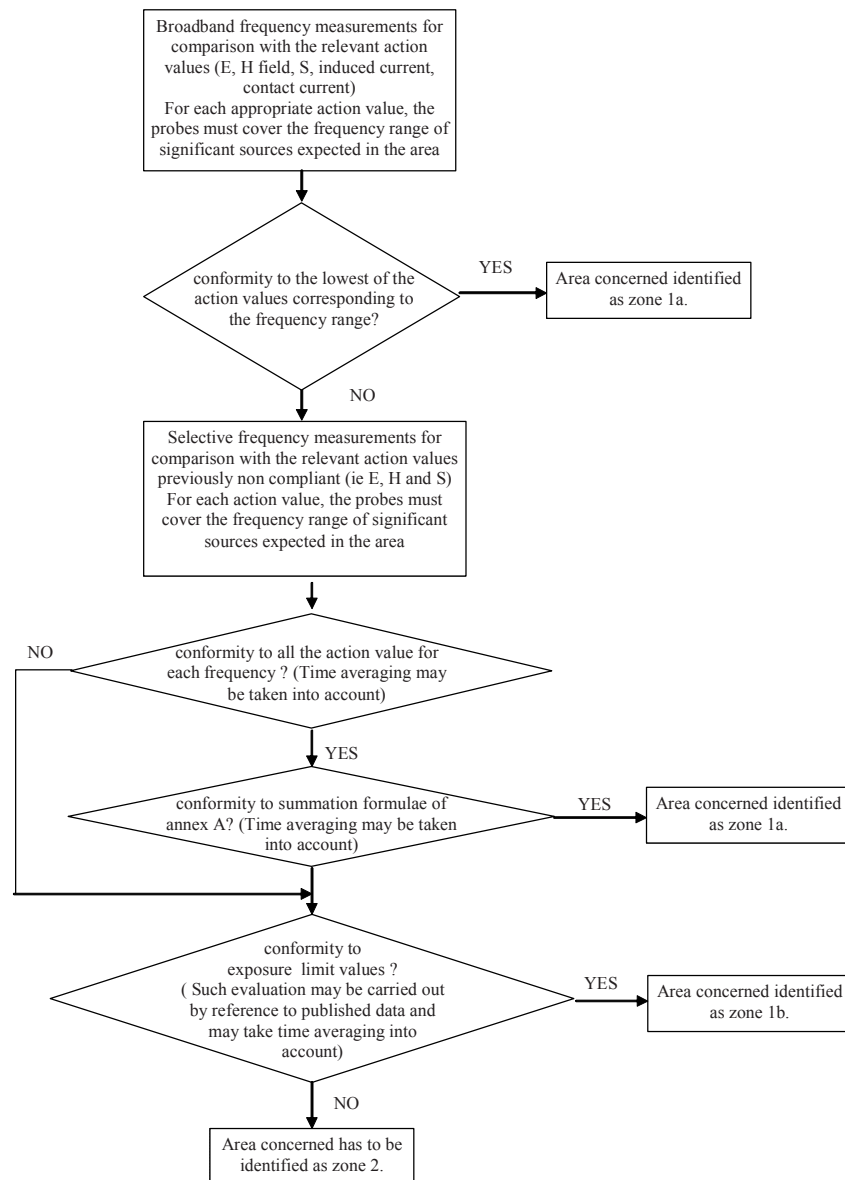 Broadband frequency measurements for
comparison with the relevant action
values (E, H field, S, induced current,
contact current)
For each appropriate action value, the
probes must cover the frequency range of
significant sources expected in the area
conformity to the lowest of the
action values corresponding to
the frequency range?
YES
Area concerned identified
as zone 1a.
NO
Selective frequency measurements for
comparison with the relevant action values
previously non compliant (ie E, H and S)
For each action value, the probes must
cover the frequency range of significant
sources expected in the area
NO
conformity to all the action value for
each frequency ? (Time averaging may
be taken into account)
YES
conformity to summation formulae of
annex A? (Time averaging may be taken
into account)
YES
Area concerned identified
as zone 1a.
conformity to
exposure limit values ?
( Such evaluation may be carried out
by reference to published data and
may take time averaging into
account)
YES
Area concerned identified
as zone 1b.
NO
Area concerned has to be
identified as zone 2.